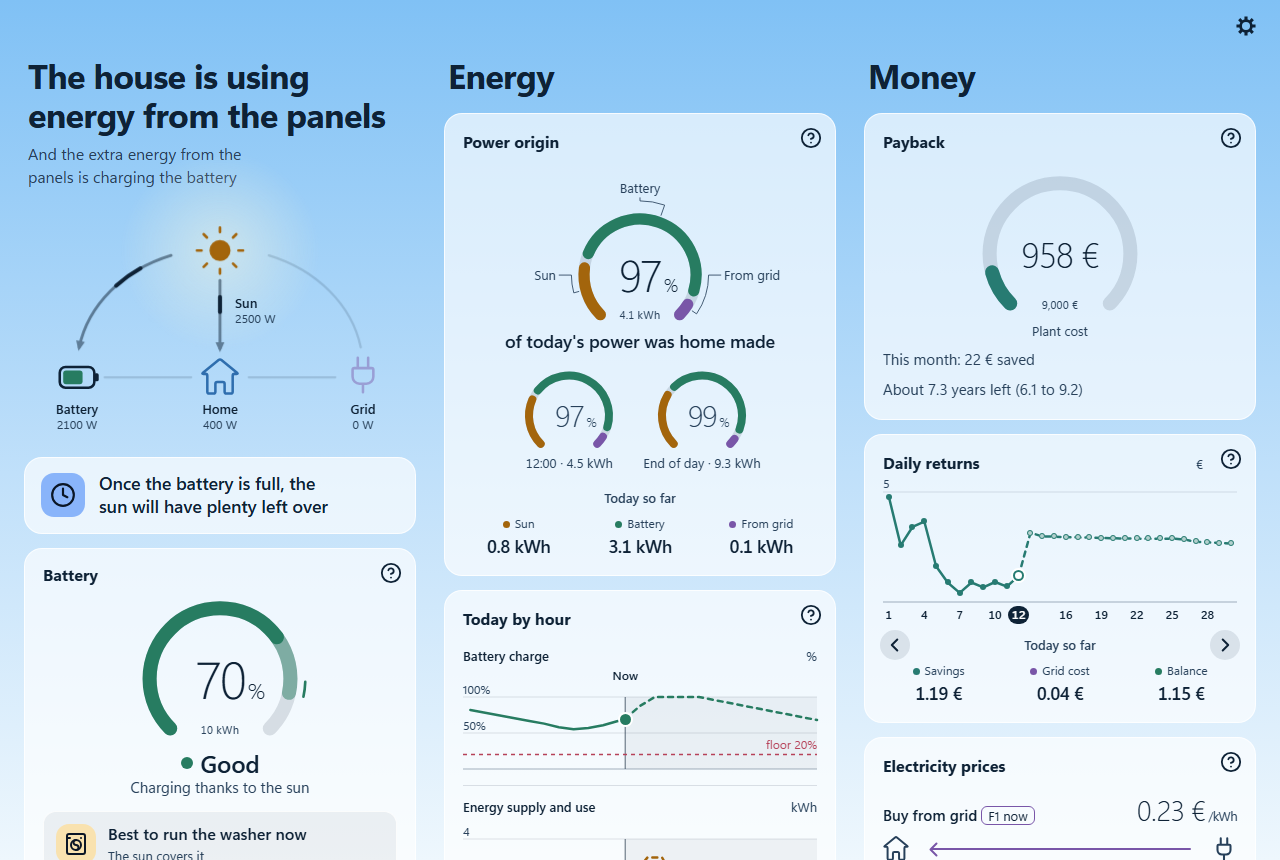 The house is using
energy from the panels
And the extra energy from the
panels is charging the battery
Sun
2500 W
Battery
2100 W
Home
400 W
Grid
0 W
Once the battery is full, the
sun will have plenty left over
Battery
70%
10 kWh
Good
Charging thanks to the sun
Best to run the washer now
The sun covers it
Energy
Power origin
Battery
Sun
From grid
97%
4.1 kWh
of today's power was home made
97%
12:00 · 4.5 kWh
99%
End of day · 9.3 kWh
Today so far
Sun
0.8 kWh
Battery
3.1 kWh
From grid
0.1 kWh
Today by hour
Battery charge %
Now
100%
50%
floor 20%
Energy supply and use kWh
4
Money
Payback
958 €
9,000 €
Plant cost
This month: 22 € saved
About 7.3 years left (6.1 to 9.2)
Daily returns €
5
1 4 7 10 12 16 19 22 25 28
Today so far
Savings
1.19 €
Grid cost
0.04 €
Balance
1.15 €
Electricity prices
Buy from grid F1 now 0.23 € /kWh